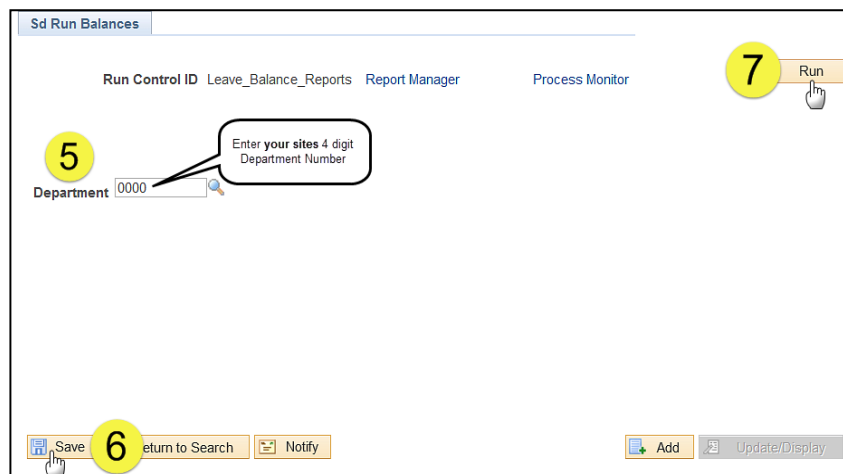 Sd Run Balances
7
Run
Run Control ID Leave_Balance_Reports Report Manager Process Monitor
Enter your sites 4 digit
Department Number
5
Department 0000
Save 6 eturn to Search Notify Add Update/Display